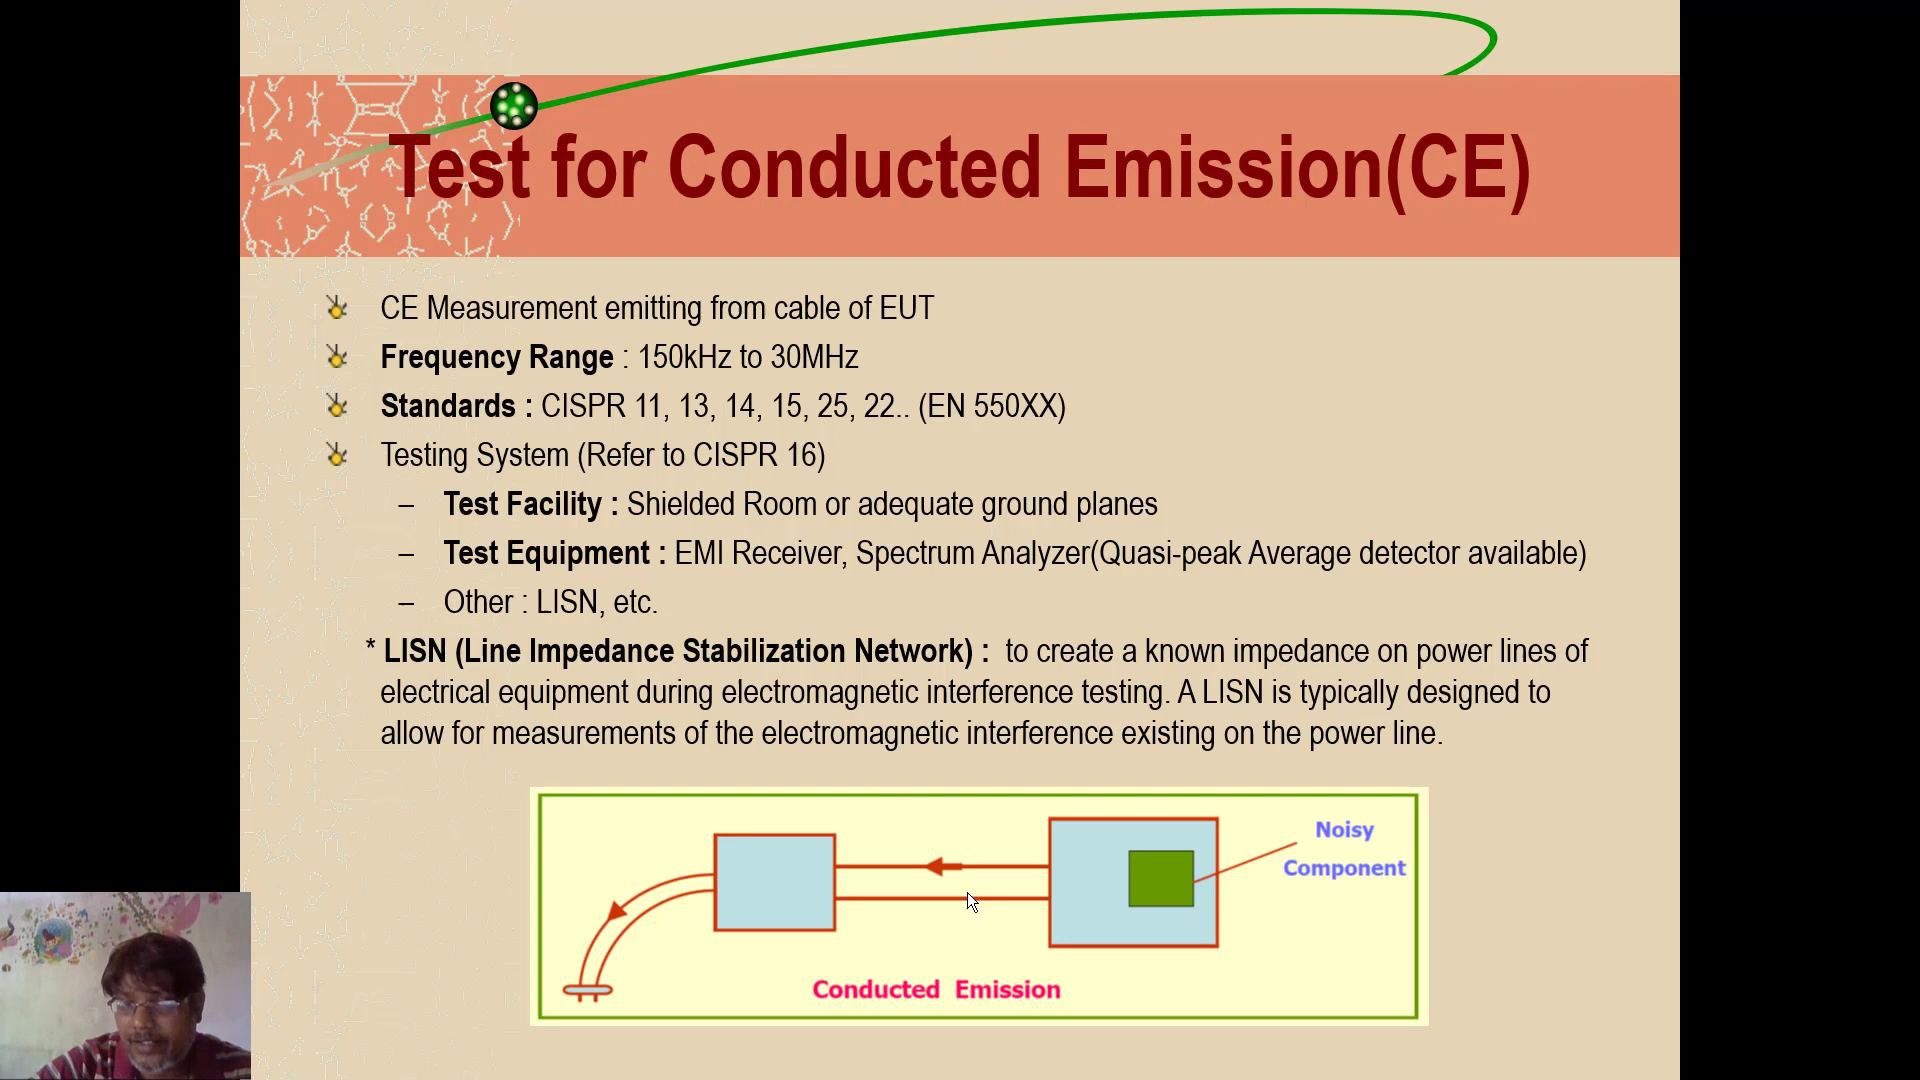 Test for Conducted Emission(CE)
CE Measurement emitting from cable of EUT
Frequency Range : 150kHz to 30MHz
Standards : CISPR 11, 13, 14, 15, 25, 22.. (EN 550XX)
Testing System (Refer to CISPR 16)
– Test Facility : Shielded Room or adequate ground planes
– Test Equipment : EMI Receiver, Spectrum Analyzer(Quasi-peak Average detector available)
– Other : LISN, etc.
* LISN (Line Impedance Stabilization Network) : to create a known impedance on power lines of
electrical equipment during electromagnetic interference testing. A LISN is typically designed to
allow for measurements of the electromagnetic interference existing on the power line.
Noisy
Component
Conducted Emission